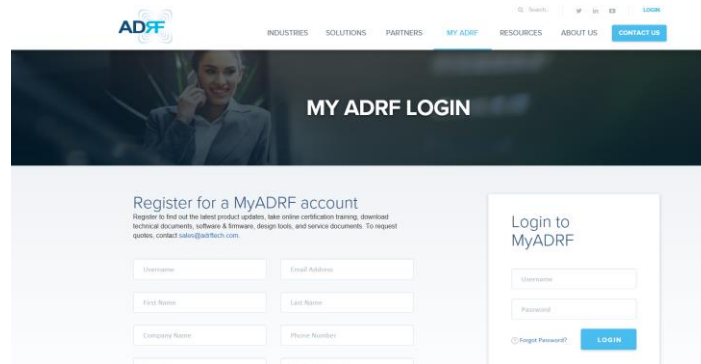 Search
LOGIN
ADRF
INDUSTRIES SOLUTIONS PARTNERS MY ADRF RESOURCES ABOUT US CONTACT US
MY ADRF LOGIN
Register for a MyADRF account
Register to find out the latest product updates, take online certification training, download
technical documents, software & firmware, design tools, and service documents. To request
quotes, contact sales@adrftech.com.
Username Email Address
First Name Last Name
Company Name Phone Number
Login to
MyADRF
Username
Password
Forgot Password? LOGIN